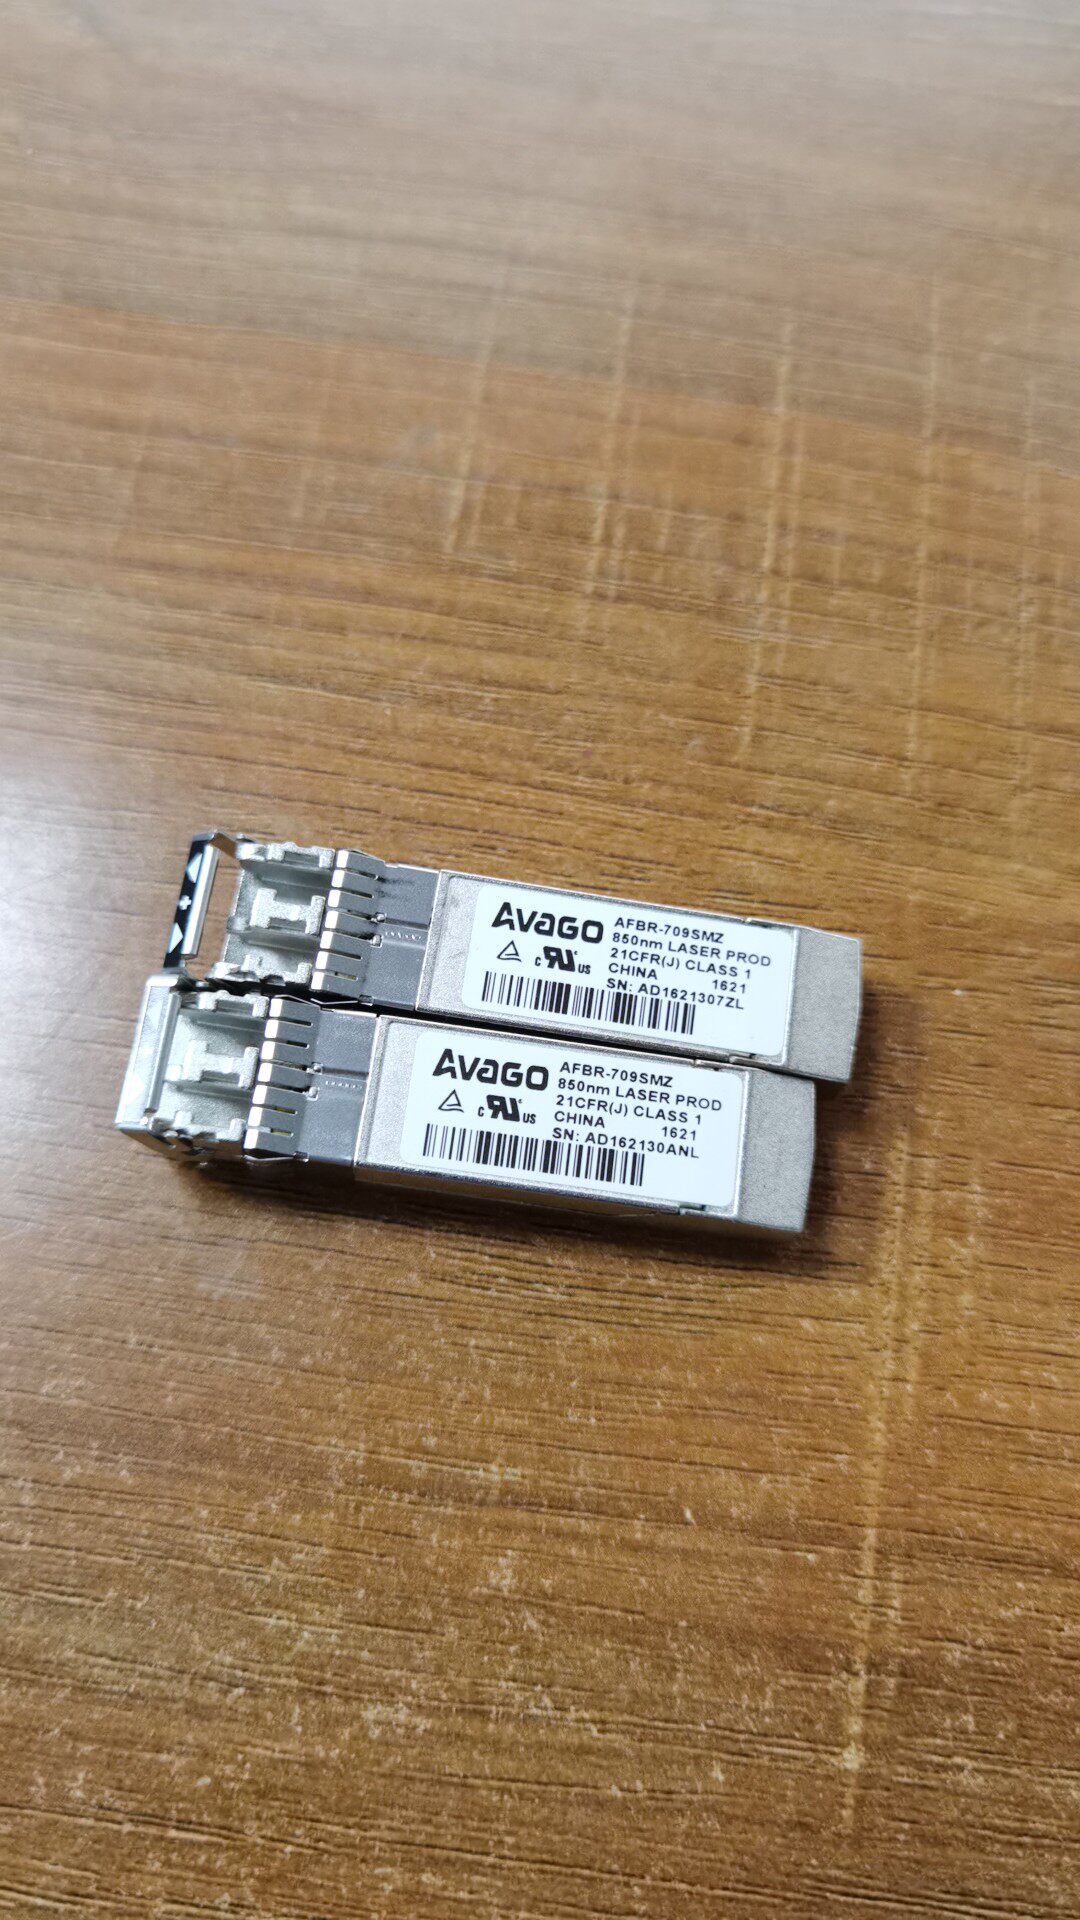 AVAGO AFBR-709SMZ
850nm LASER PROD
21CFR(J) CLASS 1
CHINA 1621
SN: AD1621307ZL
AVAGO AFBR-709SMZ
850nm LASER PROD
21CFR(J) CLASS 1
CHINA 1621
SN: AD162130ANL